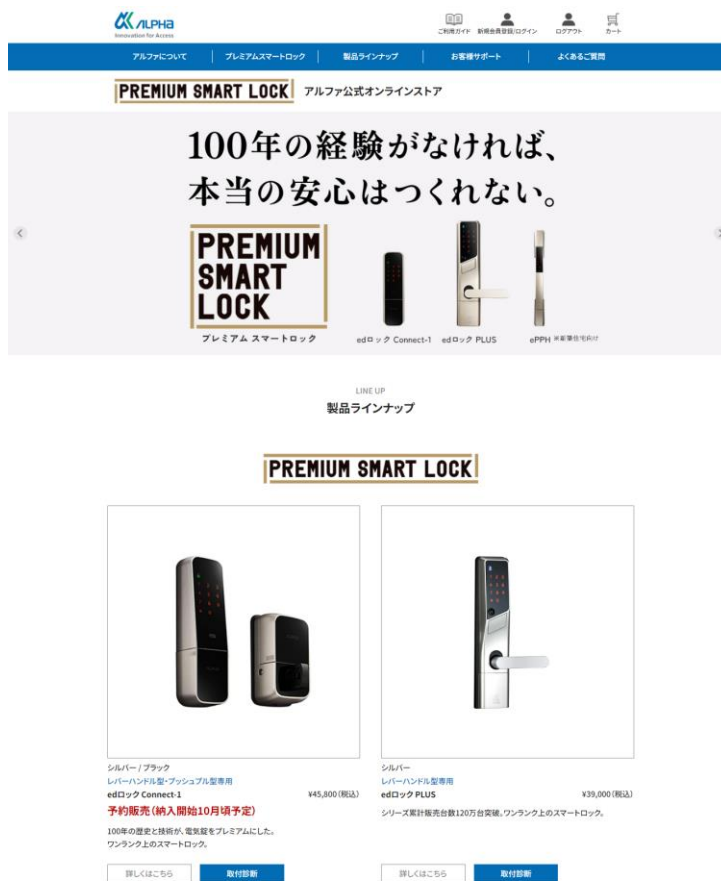 ALPHA
Innovation for Access
ご利用ガイド 新規会員登録/ログイン ログアウト カート
アルファについて プレミアムスマートロック 製品ラインナップ お客様サポート よくあるご質問
PREMIUM SMART LOCK アルファ公式オンラインストア
100年の経験がなければ、
本当の安心はつくれない。
PREMIUM
SMART
LOCK
プレミアム スマートロック
edロック Connect-1 edロック PLUS ePPH ※新築住宅向け
LINE UP
製品ラインナップ
PREMIUM SMART LOCK
シルバー / ブラック
レバーハンドル型・プッシュプル型専用
edロック Connect-1 ¥45,800(税込)
予約販売(納入開始10月頃予定)
100年の歴史と技術が、電気錠をプレミアムにした。
ワンランク上のスマートロック。
詳しくはこちら 取付診断
シルバー
レバーハンドル型専用
edロック PLUS ¥39,000(税込)
シリーズ累計販売台数120万台突破。ワンランク上のスマートロック。
詳しくはこちら 取付診断